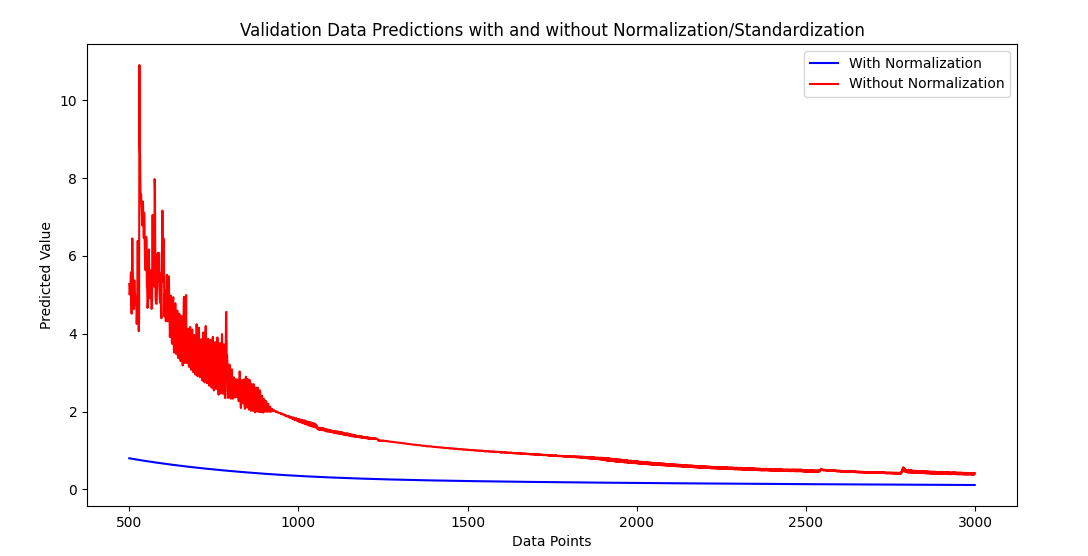 Validation Data Predictions with and without Normalization/Standardization
With Normalization
Without Normalization
Predicted Value
10
8
6
4
2
0
500
1000
1500
2000
2500
3000
Data Points